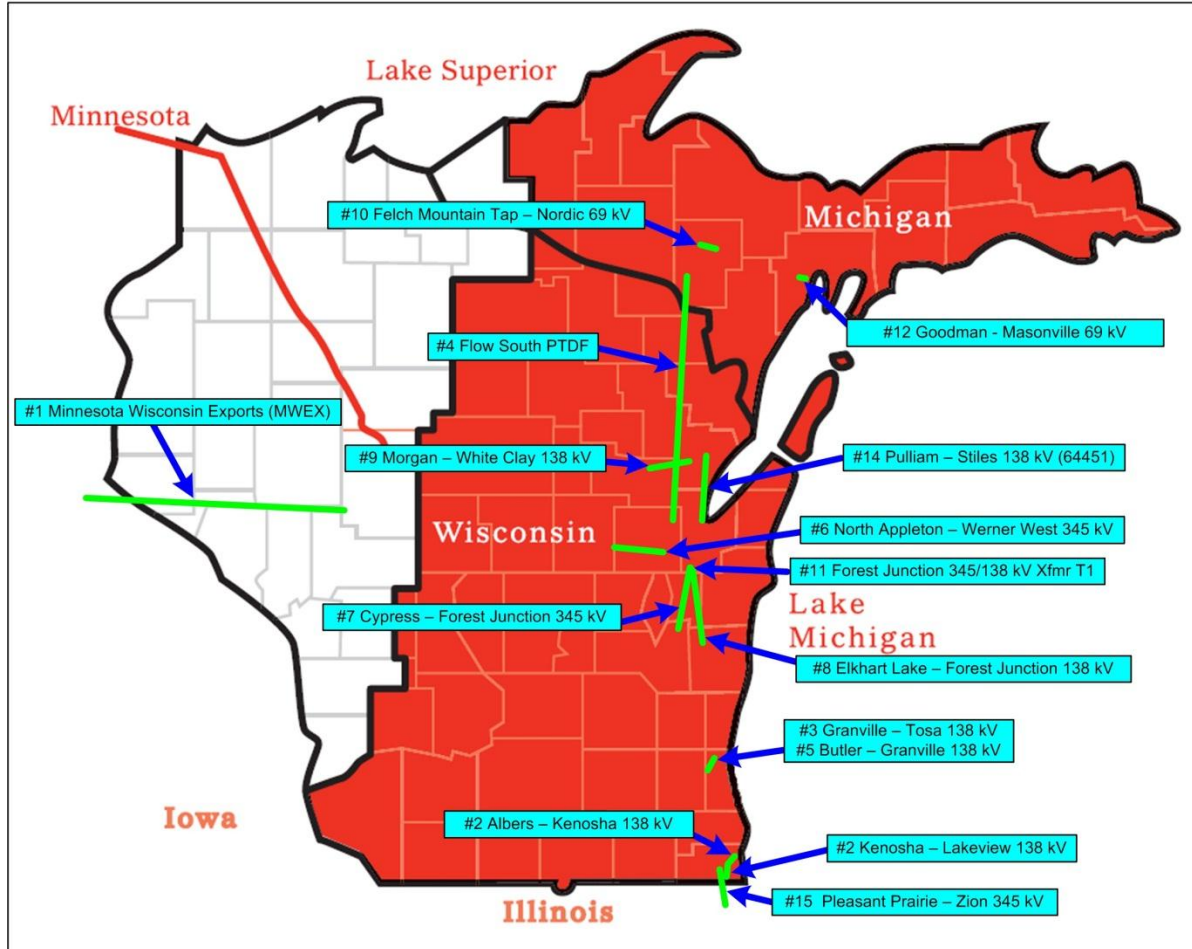 Lake Superior
Minnesota
#10 Felch Mountain Tap – Nordic 69 kV
Michigan
#12 Goodman - Masonville 69 kV
#4 Flow South PTDF
#1 Minnesota Wisconsin Exports (MWEX)
#9 Morgan – White Clay 138 kV
#14 Pulliam – Stiles 138 kV (64451)
Wisconsin
#6 North Appleton – Werner West 345 kV
#11 Forest Junction 345/138 kV Xfmr T1
#7 Cypress – Forest Junction 345 kV
Lake
Michigan
#8 Elkhart Lake – Forest Junction 138 kV
#3 Granville – Tosa 138 kV
#5 Butler – Granville 138 kV
Iowa
#2 Albers – Kenosha 138 kV
#2 Kenosha – Lakeview 138 kV
#15 Pleasant Prairie – Zion 345 kV
Illinois